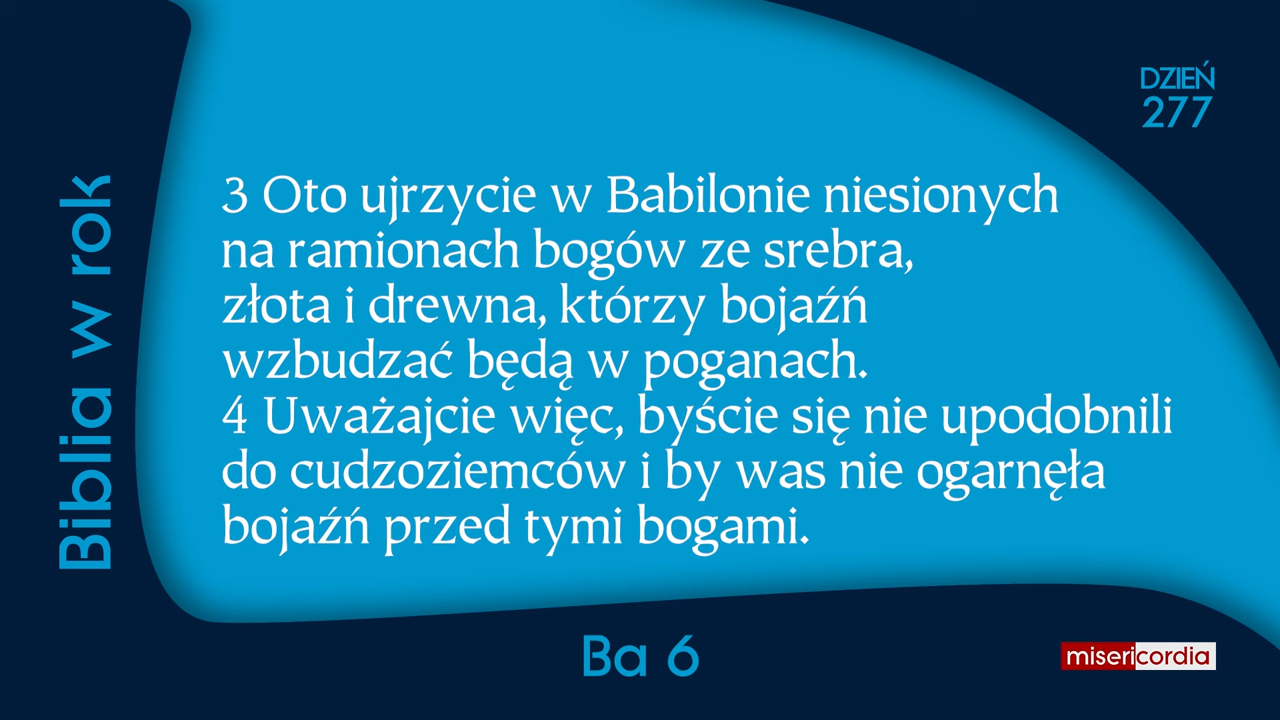 DZIEŃ
277
Biblia w rok
3 Oto ujrzycie w Babilonie niesionych
na ramionach bogów ze srebra,
złota i drewna, którzy bojaźń
wzbudzać będą w poganach.
4 Uważajcie więc, byście się nie upodobnili
do cudzoziemców i by was nie ogarnęła
bojaźń przed tymi bogami.
Ba 6
misericordia